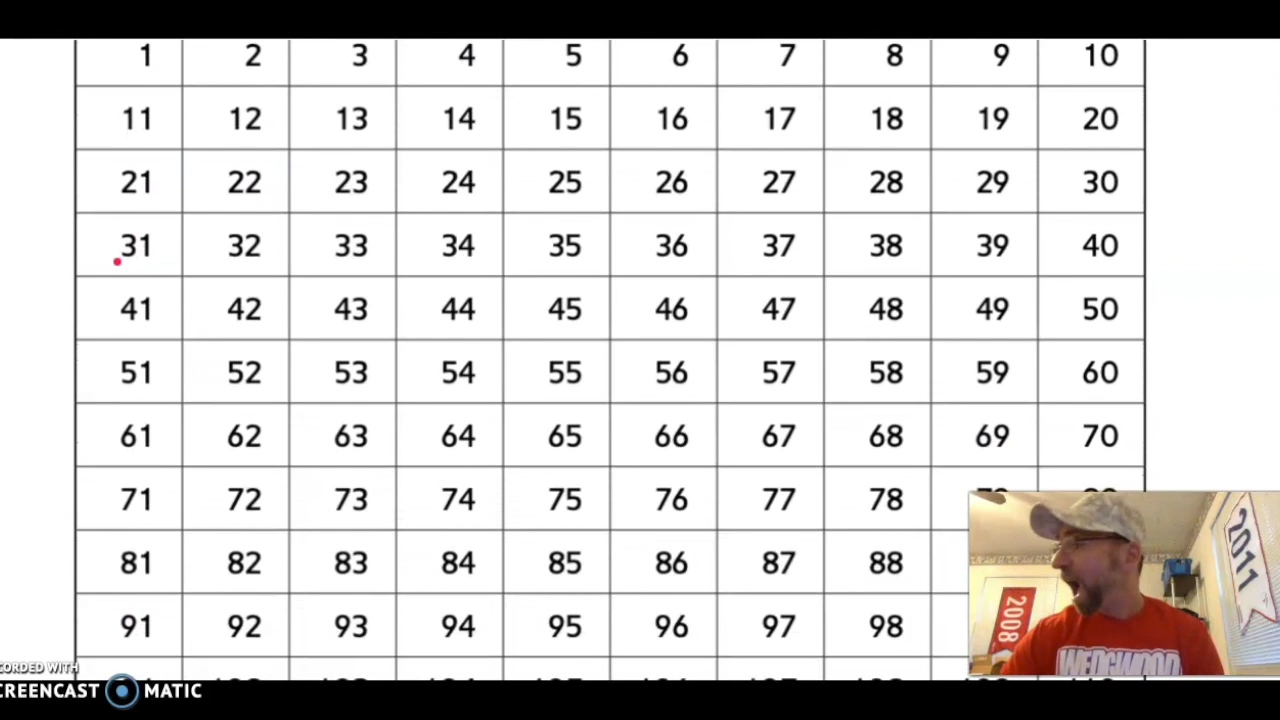 1 2 3 4 5 6 7 8 9 10
11 12 13 14 15 16 17 18 19 20
21 22 23 24 25 26 27 28 29 30
31 32 33 34 35 36 37 38 39 40
41 42 43 44 45 46 47 48 49 50
51 52 53 54 55 56 57 58 59 60
61 62 63 64 65 66 67 68 69 70
71 72 73 74 75 76 77 78
81 82 83 84 85 86 87 88
91 92 93 94 95 96 97 98
2011
2008
WEDGWOOD
CORDED WITH
CREENCAST MATIC